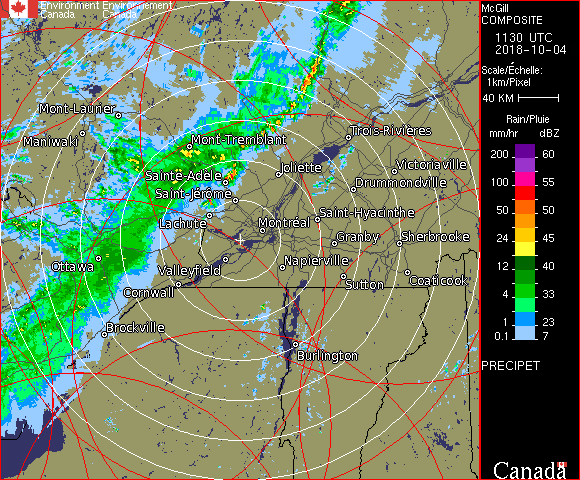 Environment Environnement
Canada Canada
McGill
COMPOSITE
1130 UTC
2018-10-04
Scale/Échelle:
1km/Pixel
40 KM
Rain/Pluie
mm/hr dBZ
200 60
100 55
50 50
24 45
12 40
4 33
1 23
0.1 7
PRECIPET
Canada
Mont-Laurier
Maniwaki
Mont-Tremblant
Trois-Rivières
Sainte-Adèle
Joliette
Victoriaville
Saint-Jérôme
Drummondville
Lachute
Montréal
Saint-Hyacinthe
Granby
Sherbrooke
Ottawa
Valleyfield
Napierville
Cornwall
Sutton
Coaticook
Brockville
Burlington